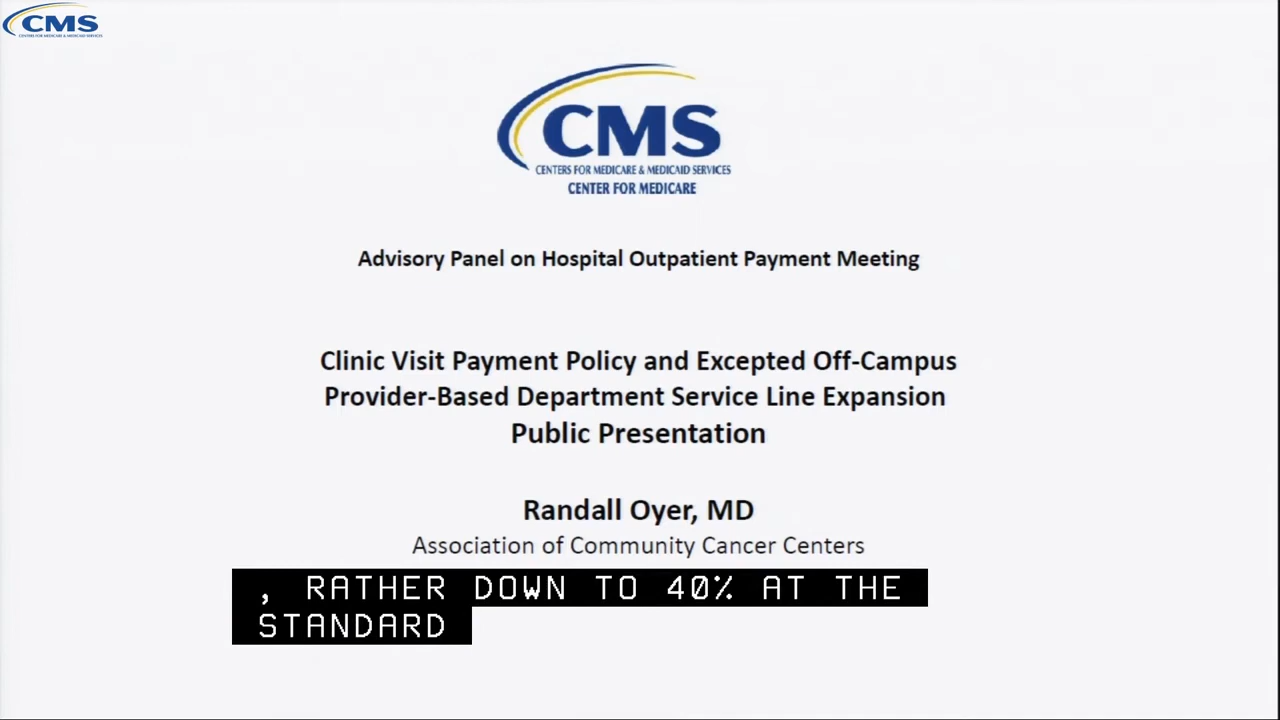 CMS
CENTERS FOR MEDICARE & MEDICAID SERVICES
CMS
CENTERS FOR MEDICARE & MEDICAID SERVICES
CENTER FOR MEDICARE
Advisory Panel on Hospital Outpatient Payment Meeting
Clinic Visit Payment Policy and Excepted Off-Campus
Provider-Based Department Service Line Expansion
Public Presentation
Randall Oyer, MD
Association of Community Cancer Centers
, RATHER DOWN TO 40% AT THE
STANDARD